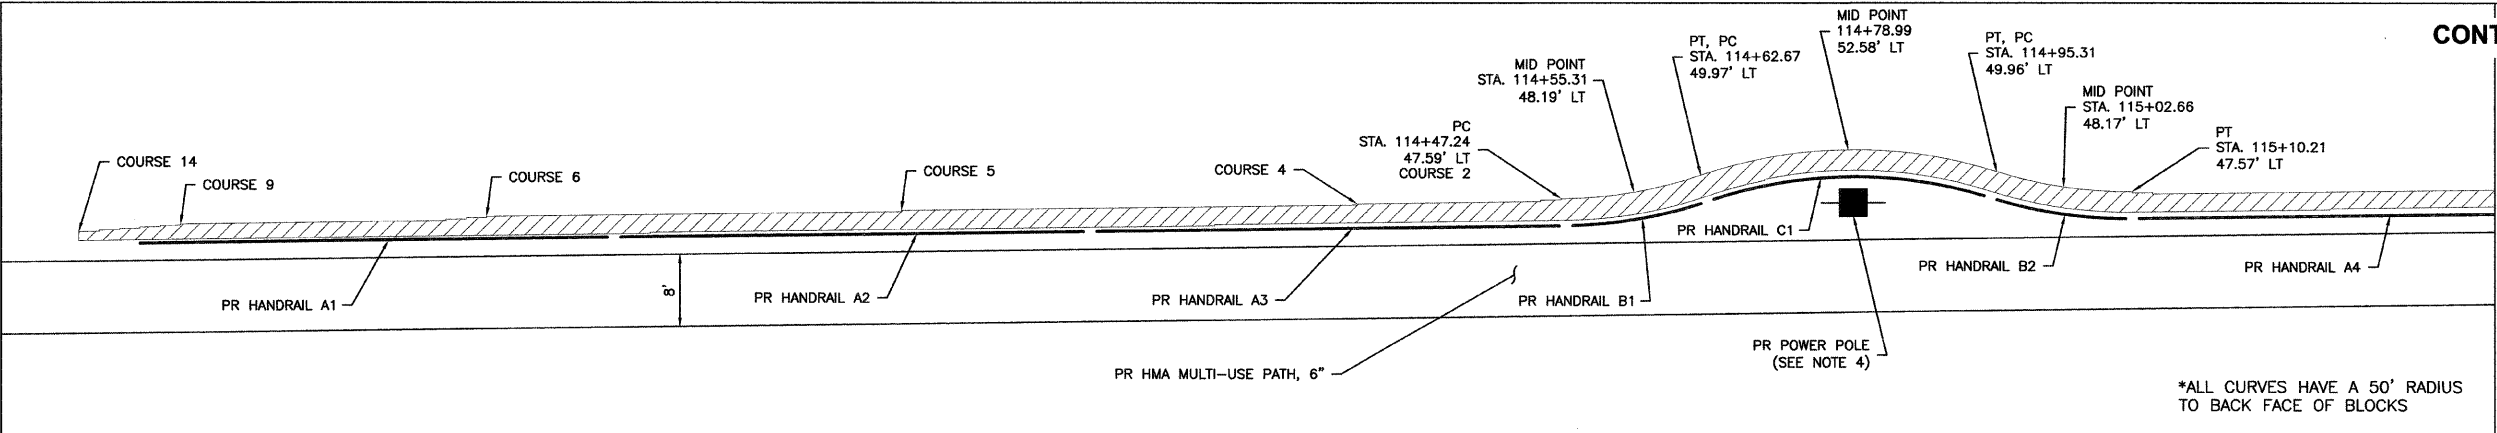 MID POINT
114+78.99
52.58' LT
CONT
PT, PC
STA. 114+62.67
49.97' LT
PT, PC
STA. 114+95.31
49.96' LT
MID POINT
STA. 114+55.31
48.19' LT
MID POINT
STA. 115+02.66
48.17' LT
PC
STA. 114+47.24
47.59' LT
COURSE 2
PT
STA. 115+10.21
47.57' LT
COURSE 14
COURSE 9
COURSE 6
COURSE 5
COURSE 4
PR HANDRAIL C1
PR HANDRAIL B2
PR HANDRAIL A4
8'
PR HANDRAIL A1
PR HANDRAIL A2
PR HANDRAIL A3
PR HANDRAIL B1
PR POWER POLE
(SEE NOTE 4)
PR HMA MULTI-USE PATH, 6"
*ALL CURVES HAVE A 50' RADIUS
TO BACK FACE OF BLOCKS